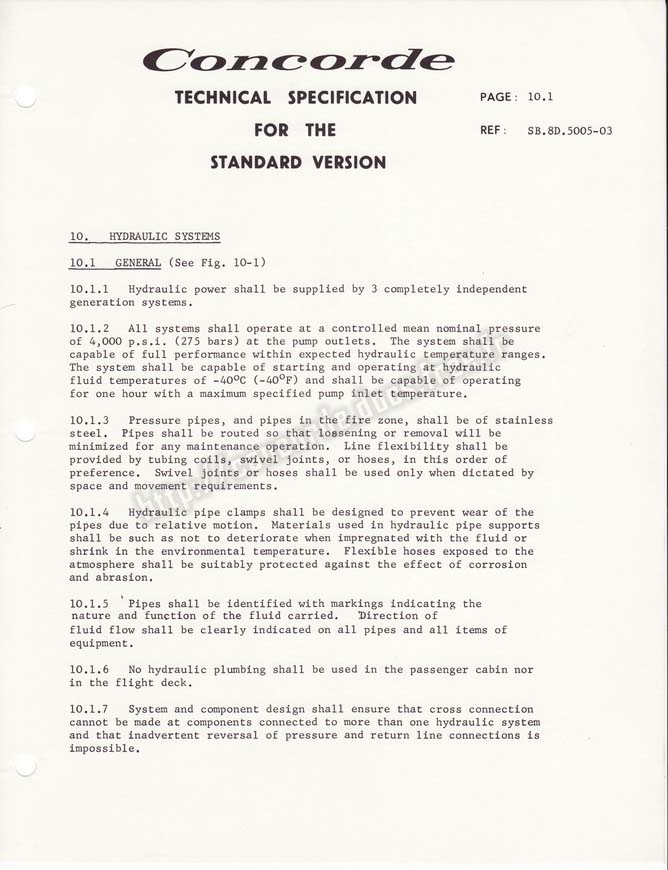 Concorde
TECHNICAL SPECIFICATION
PAGE: 10.1
FOR THE
REF: SB.8D.5005-03
STANDARD VERSION
10. HYDRAULIC SYSTEMS
10.1 GENERAL (See Fig. 10-1)
10.1.1 Hydraulic power shall be supplied by 3 completely independent
generation systems.
10.1.2 All systems shall operate at a controlled mean nominal pressure
of 4,000 p.s.i. (275 bars) at the pump outlets. The system shall be
capable of full performance within expected hydraulic temperature ranges.
The system shall be capable of starting and operating at hydraulic
fluid temperatures of -40°C (-40°F) and shall be capable of operating
for one hour with a maximum specified pump inlet temperature.
10.1.3 Pressure pipes, and pipes in the fire zone, shall be of stainless
steel. Pipes shall be routed so that lossening or removal will be
minimized for any maintenance operation. Line flexibility shall be
provided by tubing coils, swivel joints, or hoses, in this order of
preference. Swivel joints or hoses shall be used only when dictated by
space and movement requirements.
10.1.4 Hydraulic pipe clamps shall be designed to prevent wear of the
pipes due to relative motion. Materials used in hydraulic pipe supports
shall be such as not to deteriorate when impregnated with the fluid or
shrink in the environmental temperature. Flexible hoses exposed to the
atmosphere shall be suitably protected against the effect of corrosion
and abrasion.
10.1.5 Pipes shall be identified with markings indicating the
nature and function of the fluid carried. Direction of
fluid flow shall be clearly indicated on all pipes and all items of
equipment.
10.1.6 No hydraulic plumbing shall be used in the passenger cabin nor
in the flight deck.
10.1.7 System and component design shall ensure that cross connection
cannot be made at components connected to more than one hydraulic system
and that inadvertent reversal of pressure and return line connections is
impossible.